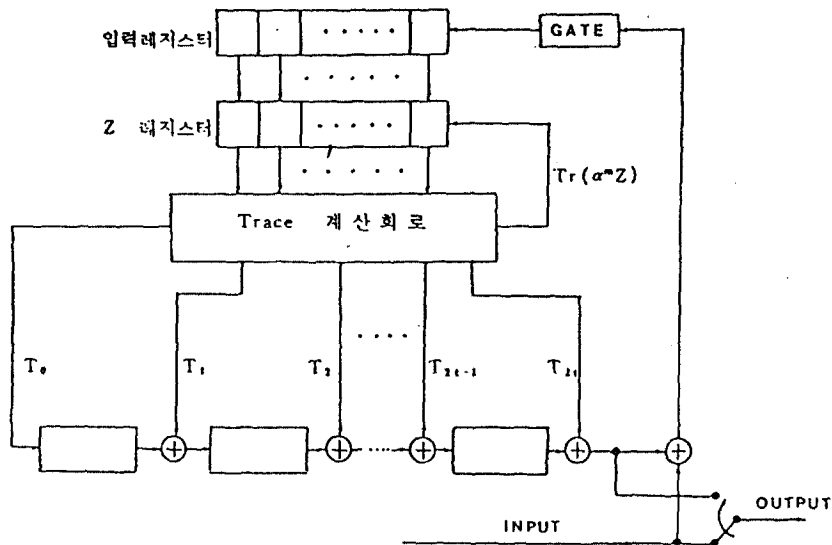 입력레지스터
GATE
Z 레지스터
Tr(αᵐZ)
Trace 계산회로
T₀ T₁ T₂ T₂ₜ₋₁ T₂ₜ
INPUT
OUTPUT